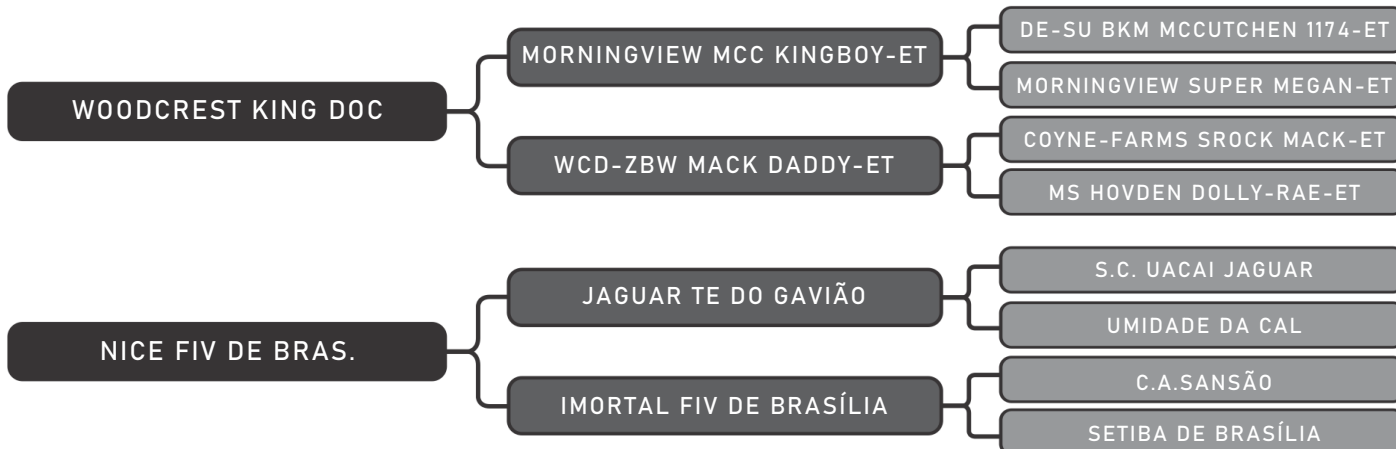 WOODCREST KING DOC
MORNINGVIEW MCC KINGBOY-ET
DE-SU BKM MCCUTCHEN 1174-ET
MORNINGVIEW SUPER MEGAN-ET
WCD-ZBW MACK DADDY-ET
COYNE-FARMS SROCK MACK-ET
MS HOVDEN DOLLY-RAE-ET
NICE FIV DE BRAS.
JAGUAR TE DO GAVIÃO
S.C. UACAI JAGUAR
UMIDADE DA CAL
IMORTAL FIV DE BRASÍLIA
C.A.SANSÃO
SETIBA DE BRASÍLIA